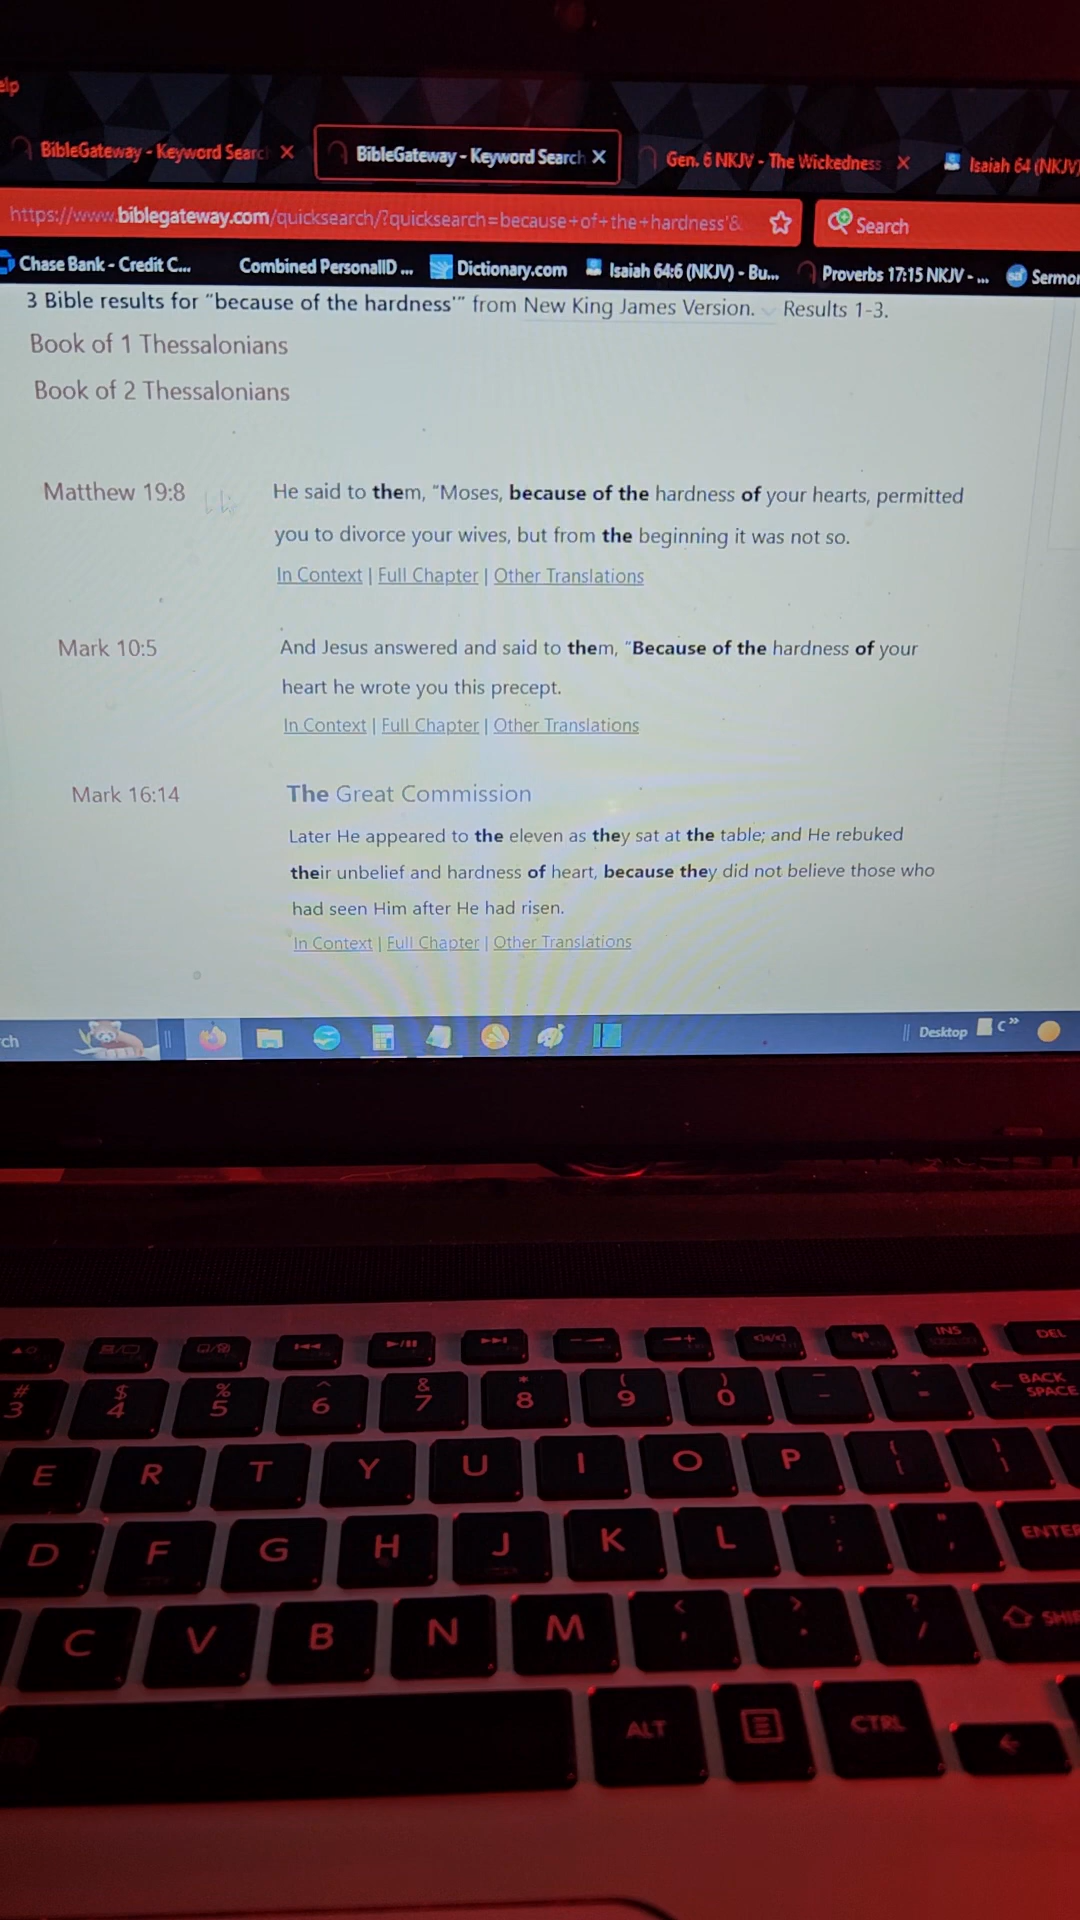 elp
BibleGateway - Keyword Searc X BibleGateway - Keyword Search X Gen. 6 NKJV - The Wickedness X Isaiah 64 (NKJV)
https://www.biblegateway.com/quicksearch/?quicksearch=because+of+the+hardness'& Search
Chase Bank - Credit C... Combined PersonalID ... Dictionary.com Isaiah 64:6 (NKJV) - Bu... Proverbs 17:15 NKJV - ... Sermon
3 Bible results for "because of the hardness'" from New King James Version. Results 1-3.
Book of 1 Thessalonians
Book of 2 Thessalonians
Matthew 19:8 He said to them, "Moses, because of the hardness of your hearts, permitted
you to divorce your wives, but from the beginning it was not so.
In Context | Full Chapter | Other Translations
Mark 10:5 And Jesus answered and said to them, "Because of the hardness of your
heart he wrote you this precept.
In Context | Full Chapter | Other Translations
Mark 16:14 The Great Commission
Later He appeared to the eleven as they sat at the table; and He rebuked
their unbelief and hardness of heart, because they did not believe those who
had seen Him after He had risen.
In Context | Full Chapter | Other Translations
rch Desktop C »
INS DEL
# 3 $ 4 % 5 ^ 6 & 7 * 8 ( 9 ) 0 _ - + = ← BACK SPACE
E R T Y U I O P { [ } ]
D F G H J K L : ; " ' ENTER
C V B N M < , > . ? / SHIF
ALT CTRL ←